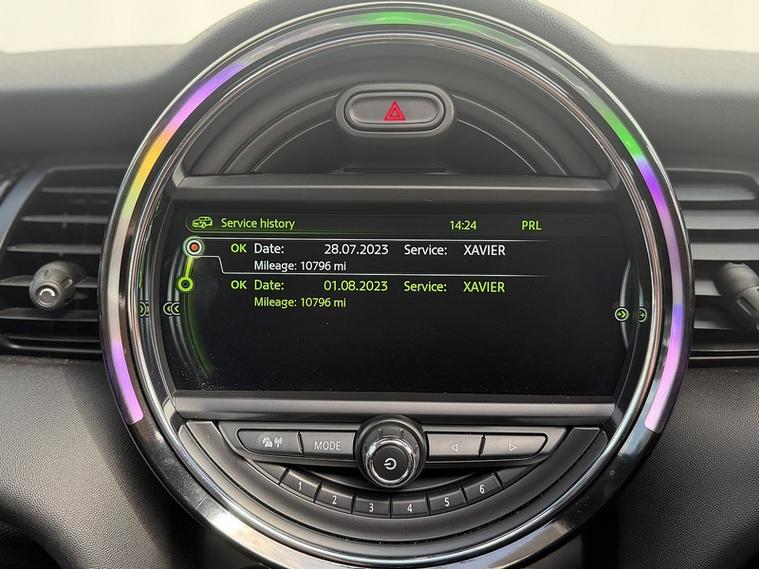 Service history 14:24 PRL
OK Date: 28.07.2023 Service: XAVIER
Mileage: 10796 mi
OK Date: 01.08.2023 Service: XAVIER
Mileage: 10796 mi
MODE
1 2 3 4 5 6